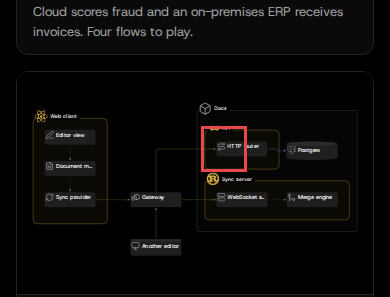 Cloud scores fraud and an on-premises ERP receives
invoices. Four flows to play.
Docs
Web client
Editor view
HTTP
Postgres
Document m...
Sync server
Sync provider
Gateway
WebSocket s...
Merge engine
Another editor